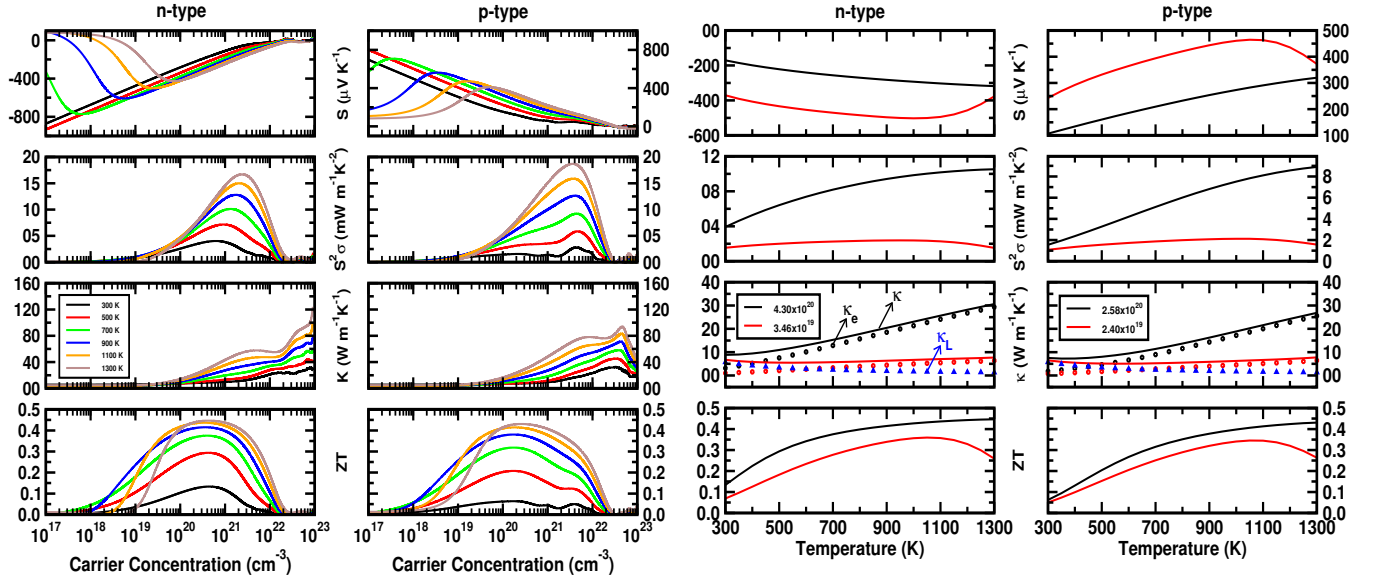 n-type
p-type
n-type
p-type
0
-400
-800
800
400
0
S (μV K⁻¹)
00
-200
-400
-600
500
400
300
200
100
S (μV K⁻¹)
20
15
10
05
00
20
15
10
05
00
S²σ (mW m⁻¹K⁻²)
12
08
04
00
8
6
4
2
0
S²σ (mW m⁻¹K⁻²)
160
120
80
40
00
300 K
500 K
700 K
900 K
1100 K
1300 K
160
120
80
40
00
K (W m⁻¹K⁻¹)
40
30
20
10
00
4.30x10²⁰
3.46x10¹⁹
κe
κ
κL
2.58x10²⁰
2.40x10¹⁹
40
30
20
10
00
κ (W m⁻¹K⁻¹)
0.5
0.4
0.3
0.2
0.1
0.0
0.5
0.4
0.3
0.2
0.1
0.0
ZT
0.5
0.4
0.3
0.2
0.1
0.0
0.5
0.4
0.3
0.2
0.1
0.0
ZT
10¹⁷ 10¹⁸ 10¹⁹ 10²⁰ 10²¹ 10²² 10²³
10¹⁷ 10¹⁸ 10¹⁹ 10²⁰ 10²¹ 10²² 10²³
300 500 700 900 1100 1300
300 500 700 900 1100 1300
Carrier Concentration (cm⁻³)
Carrier Concentration (cm⁻³)
Temperature (K)
Temperature (K)